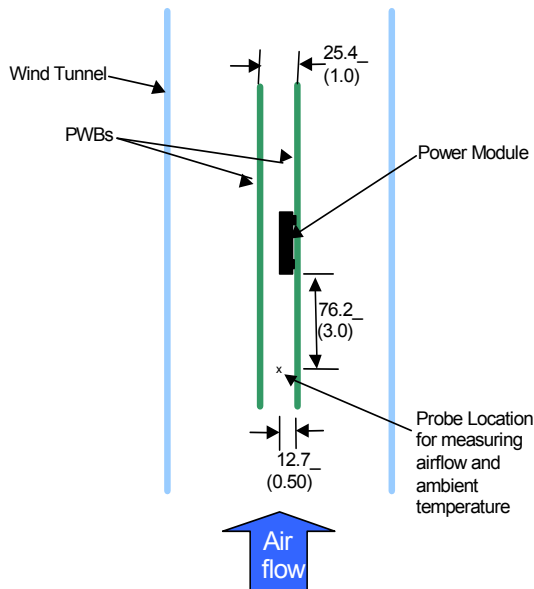 25.4_
(1.0)
Wind Tunnel
PWBs
Power Module
76.2_
(3.0)
x
Probe Location
for measuring
airflow and
ambient
temperature
12.7_
(0.50)
Air
flow